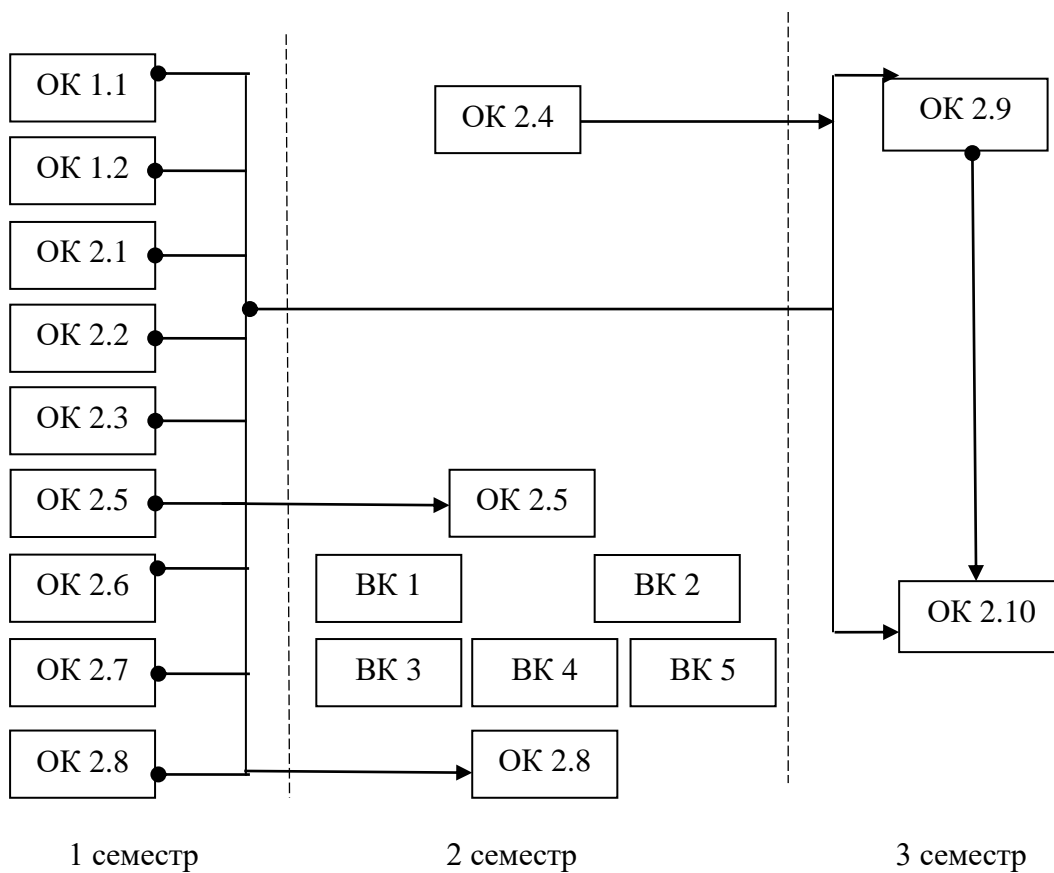 ОК 1.1
ОК 1.2
ОК 2.1
ОК 2.2
ОК 2.3
ОК 2.5
ОК 2.6
ОК 2.7
ОК 2.8
1 семестр
ОК 2.4
ОК 2.5
ВК 1
ВК 2
ВК 3
ВК 4
ВК 5
ОК 2.8
2 семестр
ОК 2.9
ОК 2.10
3 семестр